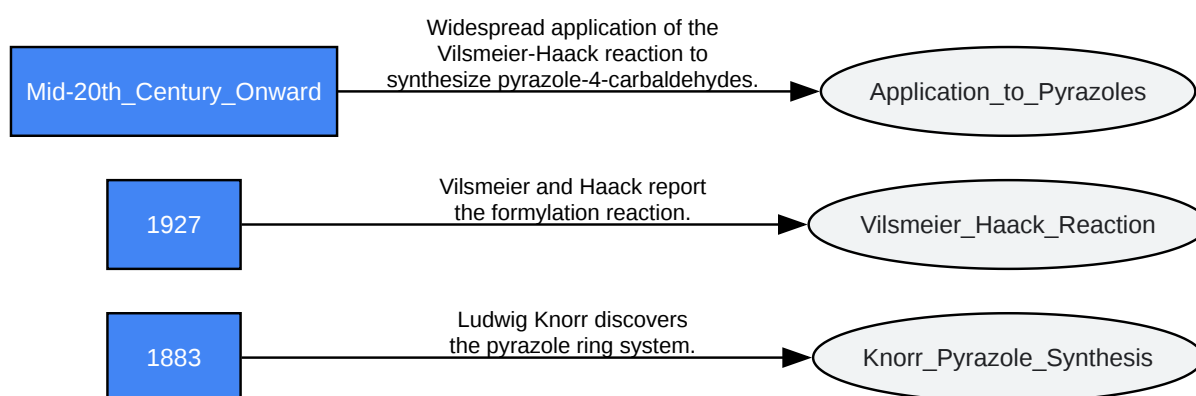 Widespread application of the
Vilsmeier-Haack reaction to
synthesize pyrazole-4-carbaldehydes.
Mid-20th_Century_Onward
Application_to_Pyrazoles
Vilsmeier and Haack report
the formylation reaction.
1927
Vilsmeier_Haack_Reaction
Ludwig Knorr discovers
the pyrazole ring system.
1883
Knorr_Pyrazole_Synthesis